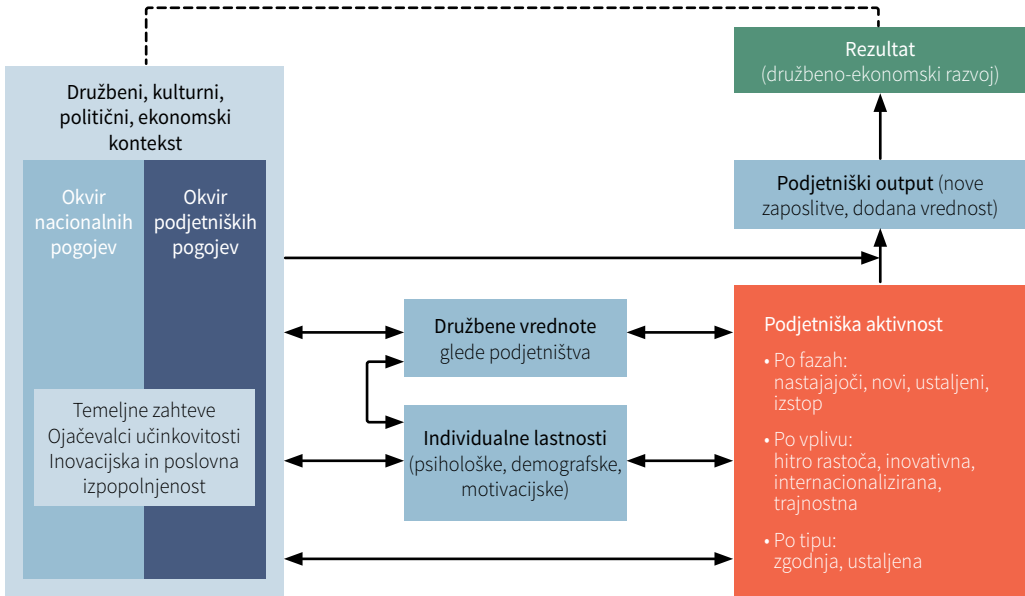 Družbeni, kulturni,
politični, ekonomski
kontekst
Okvir
nacionalnih
pogojev
Okvir
podjetniških
pogojev
Temeljne zahteve
Ojačevalci učinkovitosti
Inovacijska in poslovna
izpopolnjenost
Družbene vrednote
glede podjetništva
Individualne lastnosti
(psihološke, demografske,
motivacijske)
Rezultat
(družbeno-ekonomski razvoj)
Podjetniški output (nove
zaposlitve, dodana vrednost)
Podjetniška aktivnost
• Po fazah:
nastajajoči, novi, ustaljeni,
izstop
• Po vplivu:
hitro rastoča, inovativna,
internacionalizirana,
trajnostna
• Po tipu:
zgodnja, ustaljena